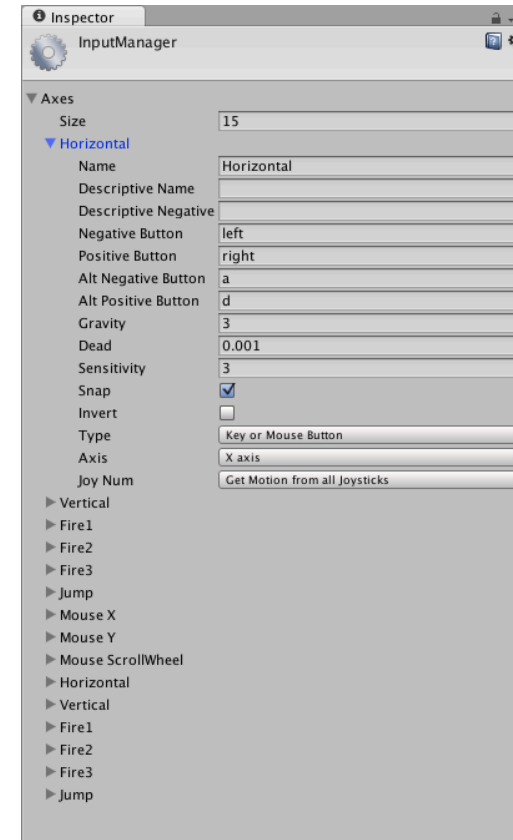 Inspector
InputManager
Axes
Size 15
Horizontal
Name Horizontal
Descriptive Name
Descriptive Negative
Negative Button left
Positive Button right
Alt Negative Button a
Alt Positive Button d
Gravity 3
Dead 0.001
Sensitivity 3
Snap
Invert
Type Key or Mouse Button
Axis X axis
Joy Num Get Motion from all Joysticks
Vertical
Fire1
Fire2
Fire3
Jump
Mouse X
Mouse Y
Mouse ScrollWheel
Horizontal
Vertical
Fire1
Fire2
Fire3
Jump